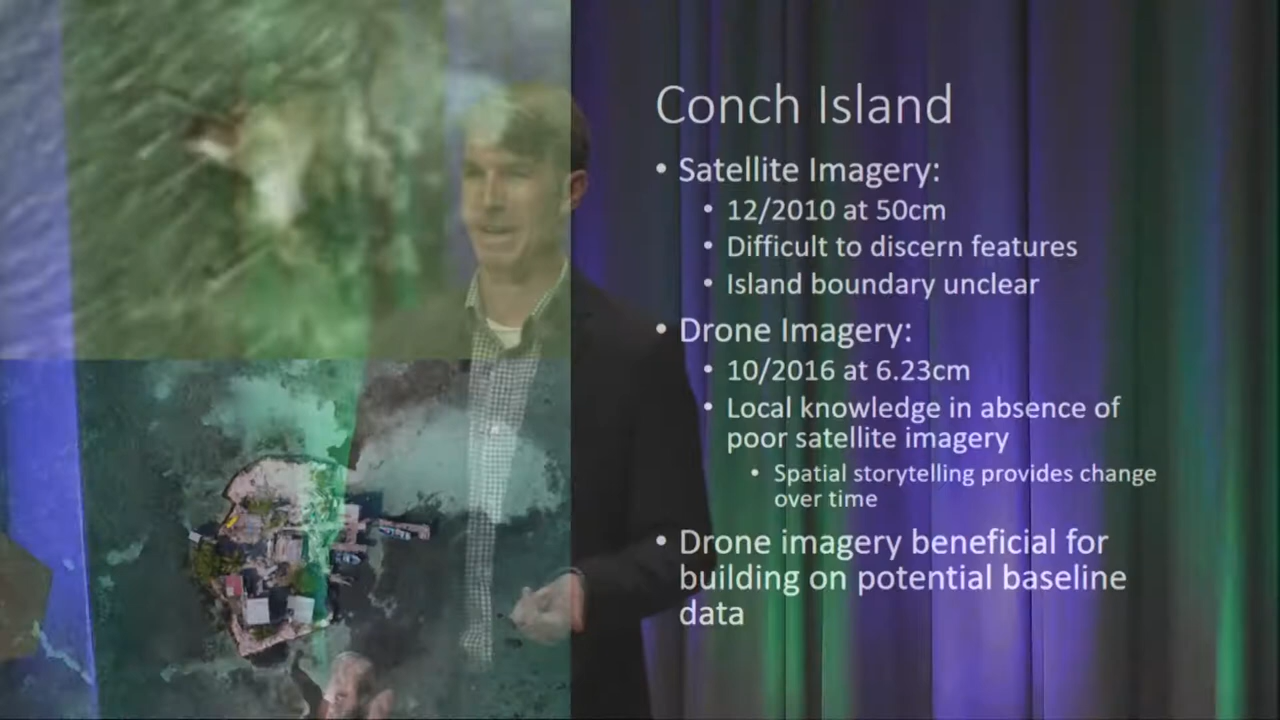 Conch Island
• Satellite Imagery:
• 12/2010 at 50cm
• Difficult to discern features
• Island boundary unclear
• Drone Imagery:
• 10/2016 at 6.23cm
• Local knowledge in absence of
poor satellite imagery
• Spatial storytelling provides change
over time
• Drone imagery beneficial for
building on potential baseline
data